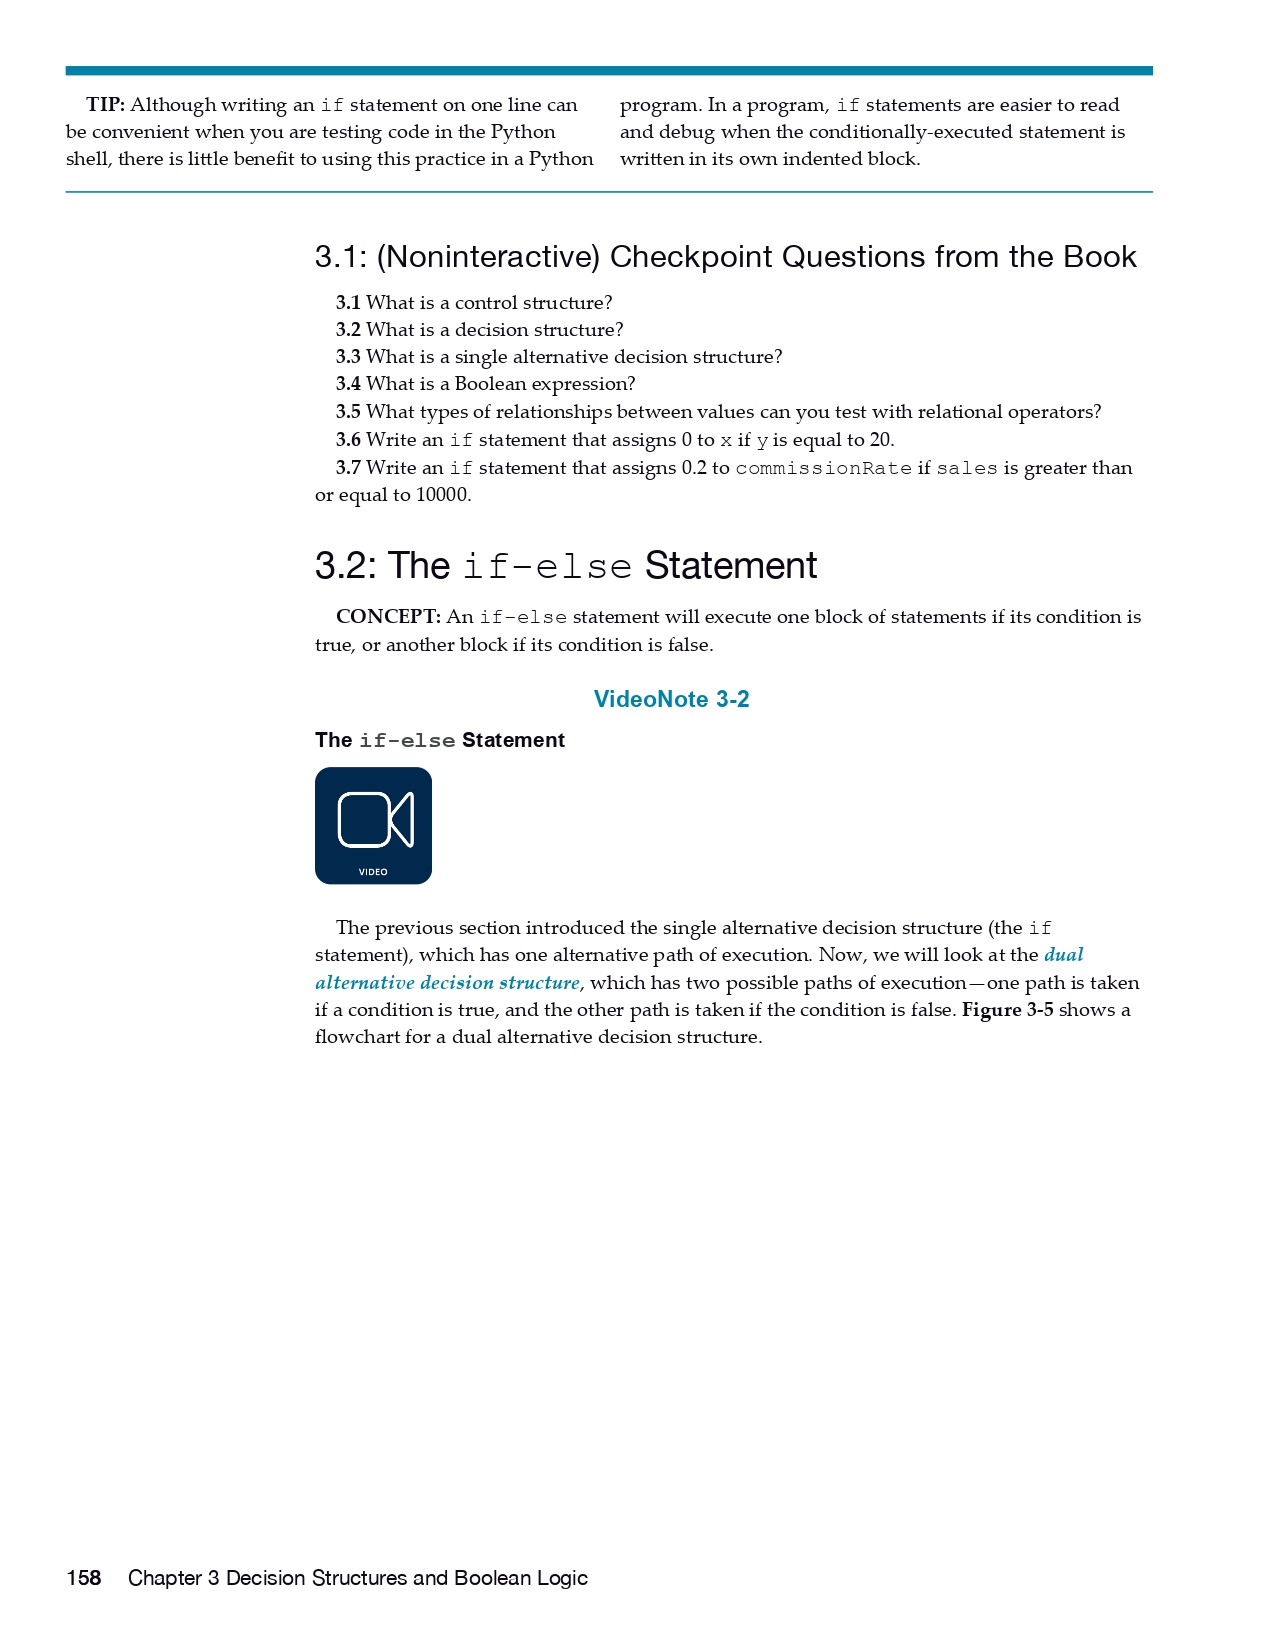 TIP: Although writing an if statement on one line can
be convenient when you are testing code in the Python
shell, there is little benefit to using this practice in a Python
program. In a program, if statements are easier to read
and debug when the conditionally-executed statement is
written in its own indented block.
3.1: (Noninteractive) Checkpoint Questions from the Book
3.1 What is a control structure?
3.2 What is a decision structure?
3.3 What is a single alternative decision structure?
3.4 What is a Boolean expression?
3.5 What types of relationships between values can you test with relational operators?
3.6 Write an if statement that assigns 0 to x if y is equal to 20.
3.7 Write an if statement that assigns 0.2 to commissionRate if sales is greater than
or equal to 10000.
3.2: The if-else Statement
CONCEPT: An if-else statement will execute one block of statements if its condition is
true, or another block if its condition is false.
VideoNote 3-2
The if-else Statement
VIDEO
The previous section introduced the single alternative decision structure (the if
statement), which has one alternative path of execution. Now, we will look at the dual
alternative decision structure, which has two possible paths of execution—one path is taken
if a condition is true, and the other path is taken if the condition is false. Figure 3-5 shows a
flowchart for a dual alternative decision structure.
158 Chapter 3 Decision Structures and Boolean Logic